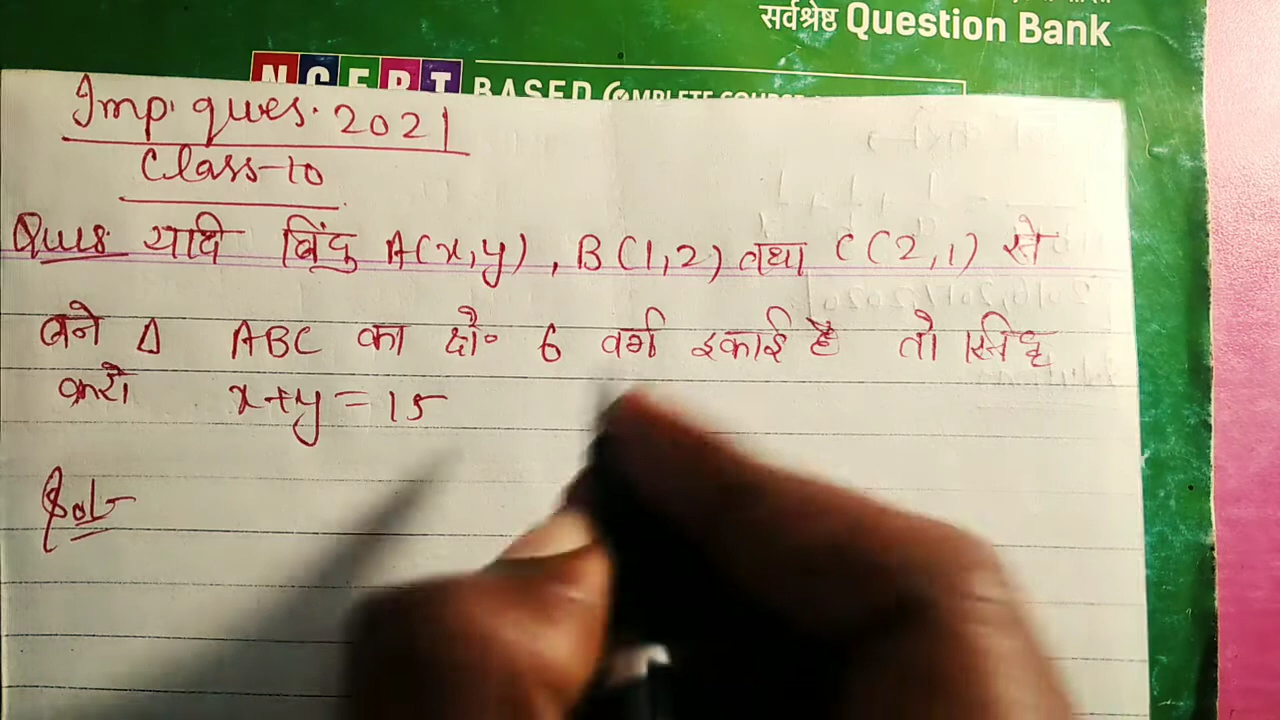 सर्वश्रेष्ठ Question Bank
NCERT BASED COMPLETE
Imp. ques. 2021
Class-10
Ques. यदि बिंदु A(x,y), B(1,2) तथा C(2,1) से
बने Δ ABC का क्षे० 6 वर्ग इकाई है तो सिद्ध
करो x+y=15
Sol-